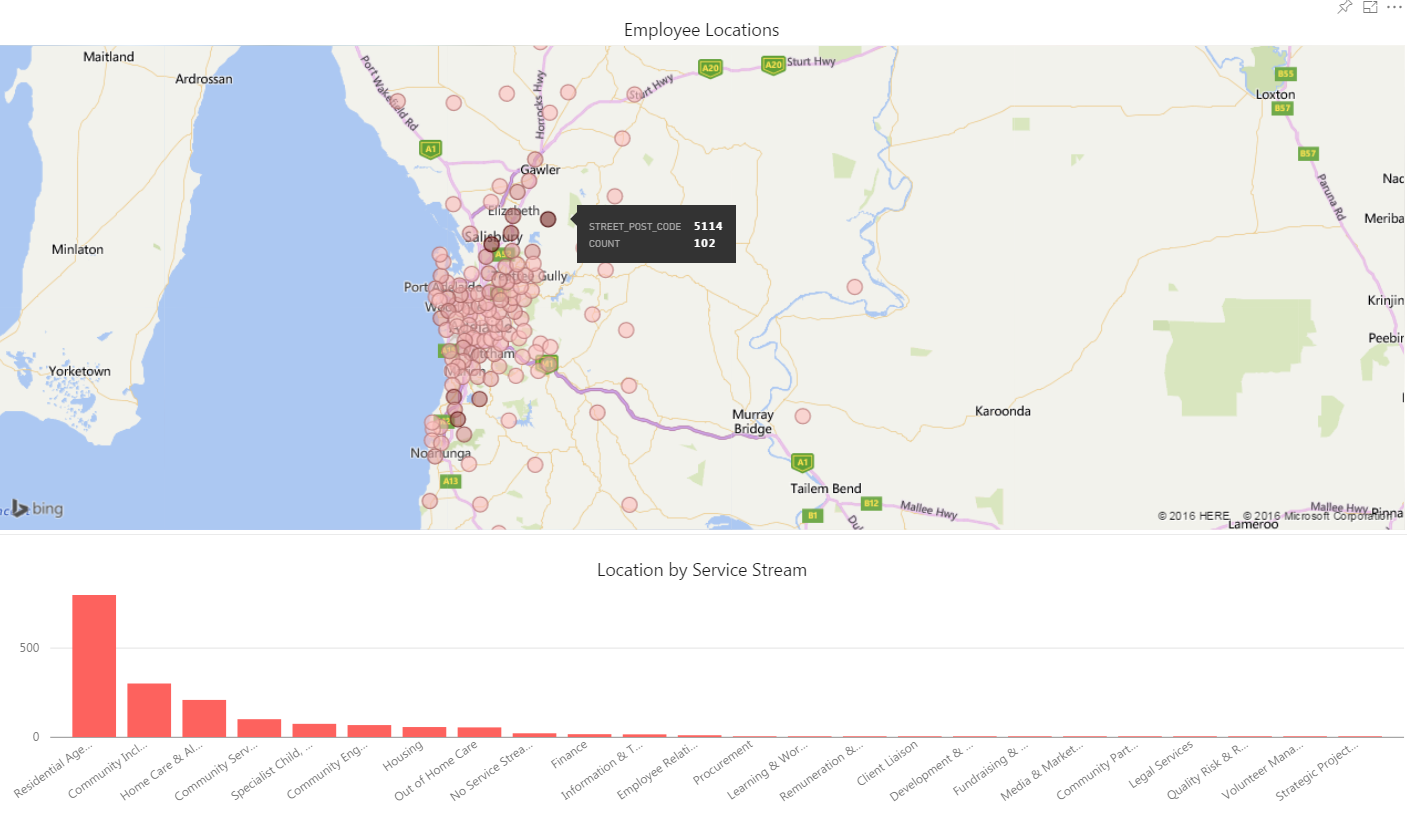 Employee Locations
Maitland
Ardrossan
Port Wakefield Rd
Horrocks Hwy
Sturt Hwy
A20
A20
Sturt Hwy
B55
Loxton
B57
A1
B57
Gawler
Paruna Rd
Nac
Elizabeth
Meriba
STREET_POST_CODE 5114
COUNT 102
Salisbury
Minlaton
Gully
Port Adelaide
Krinjin
Peebin
Yorketown
Murray
Bridge
Karoonda
Noarlunga
A1
A13
Tailem Bend
B12
Mallee Hwy
B1
Mallee Hwy
Pinna
bing
© 2016 HERE © 2016 Microsoft Corporation
Lameroo
Location by Service Stream
500
0
Residential Age...
Community Incl...
Home Care & Al...
Community Serv...
Specialist Child, ...
Community Eng...
Housing
Out of Home Care
No Service Strea...
Finance
Information & T...
Employee Relati...
Procurement
Learning & Wor...
Remuneration &...
Client Liaison
Development & ...
Fundraising & ...
Media & Market...
Community Part...
Legal Services
Quality Risk & R...
Volunteer Mana...
Strategic Project...